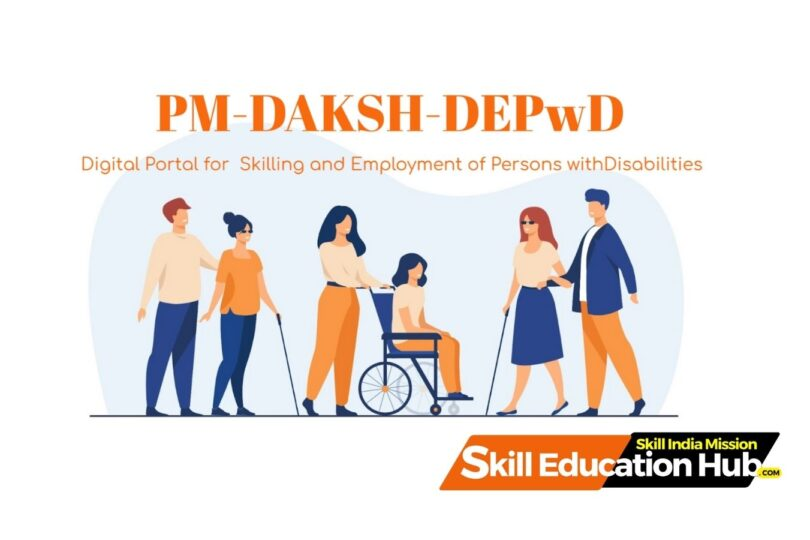 PM-DAKSH-DEPwD
Digital Portal for Skilling and Employment of Persons withDisabilities
Skill India Mission
Skill Education Hub.COM